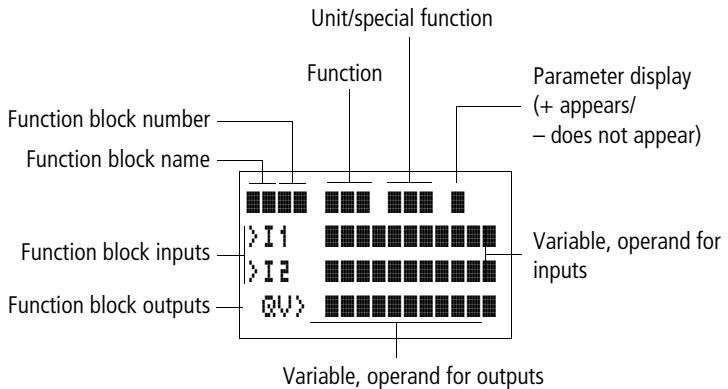 Unit/special function
Function
Parameter display
(+ appears/
– does not appear)
Function block number
Function block name
>I1
>I2
QV>
Function block inputs
Function block outputs
Variable, operand for
inputs
Variable, operand for outputs